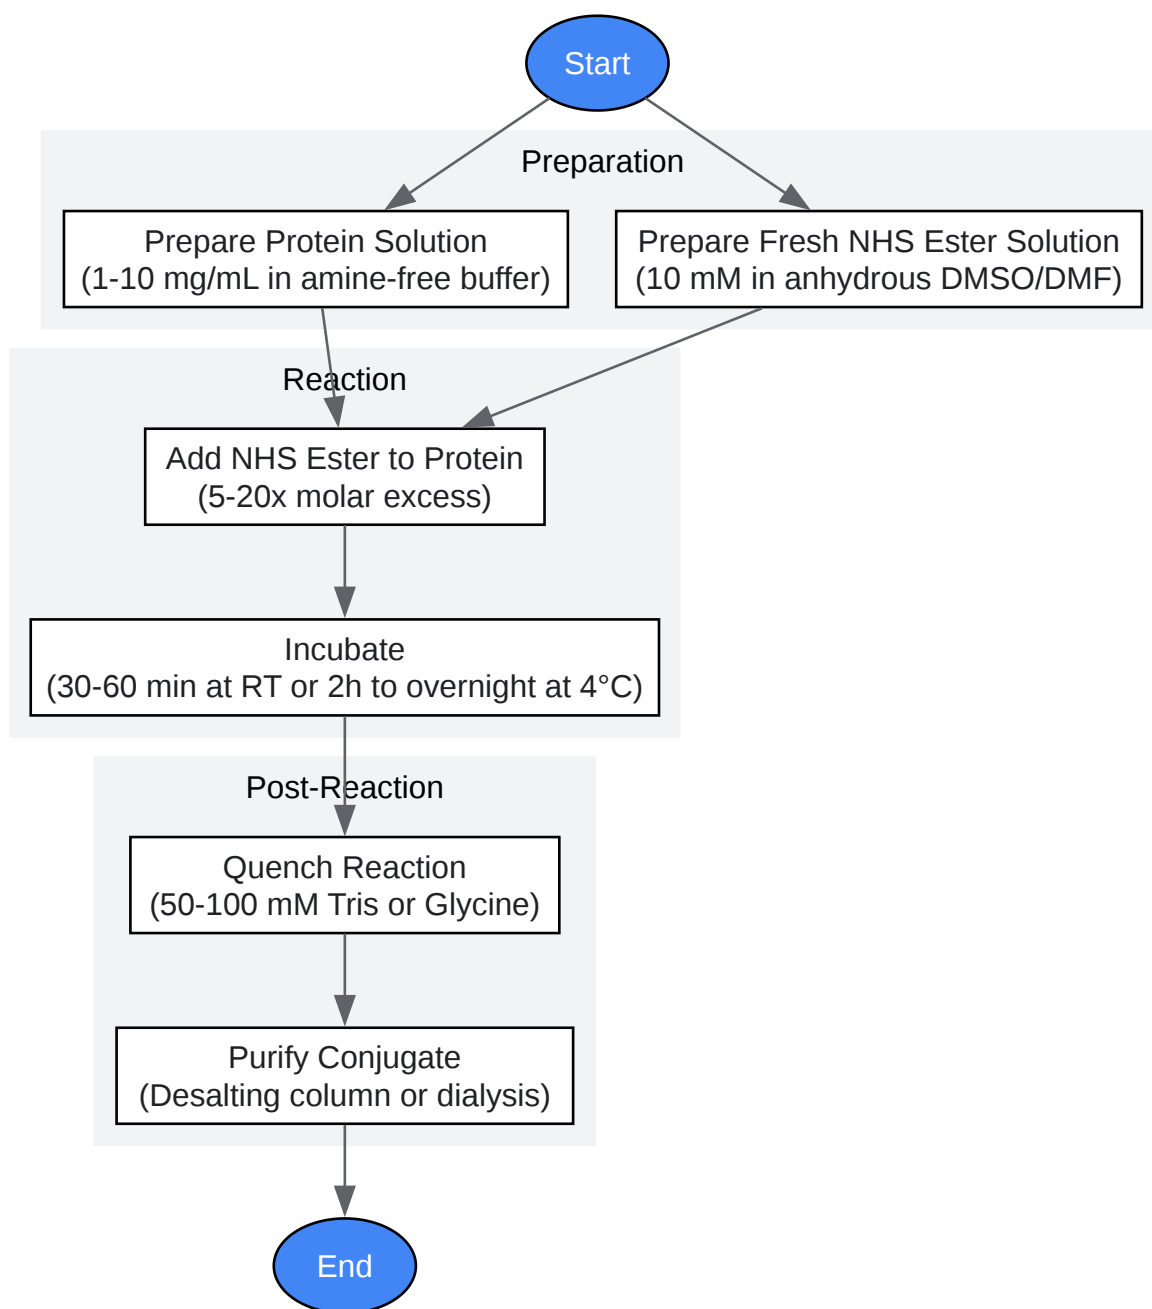 Start
Preparation
Prepare Protein Solution
(1-10 mg/mL in amine-free buffer)
Prepare Fresh NHS Ester Solution
(10 mM in anhydrous DMSO/DMF)
Reaction
Add NHS Ester to Protein
(5-20x molar excess)
Incubate
(30-60 min at RT or 2h to overnight at 4°C)
Post-Reaction
Quench Reaction
(50-100 mM Tris or Glycine)
Purify Conjugate
(Desalting column or dialysis)
End